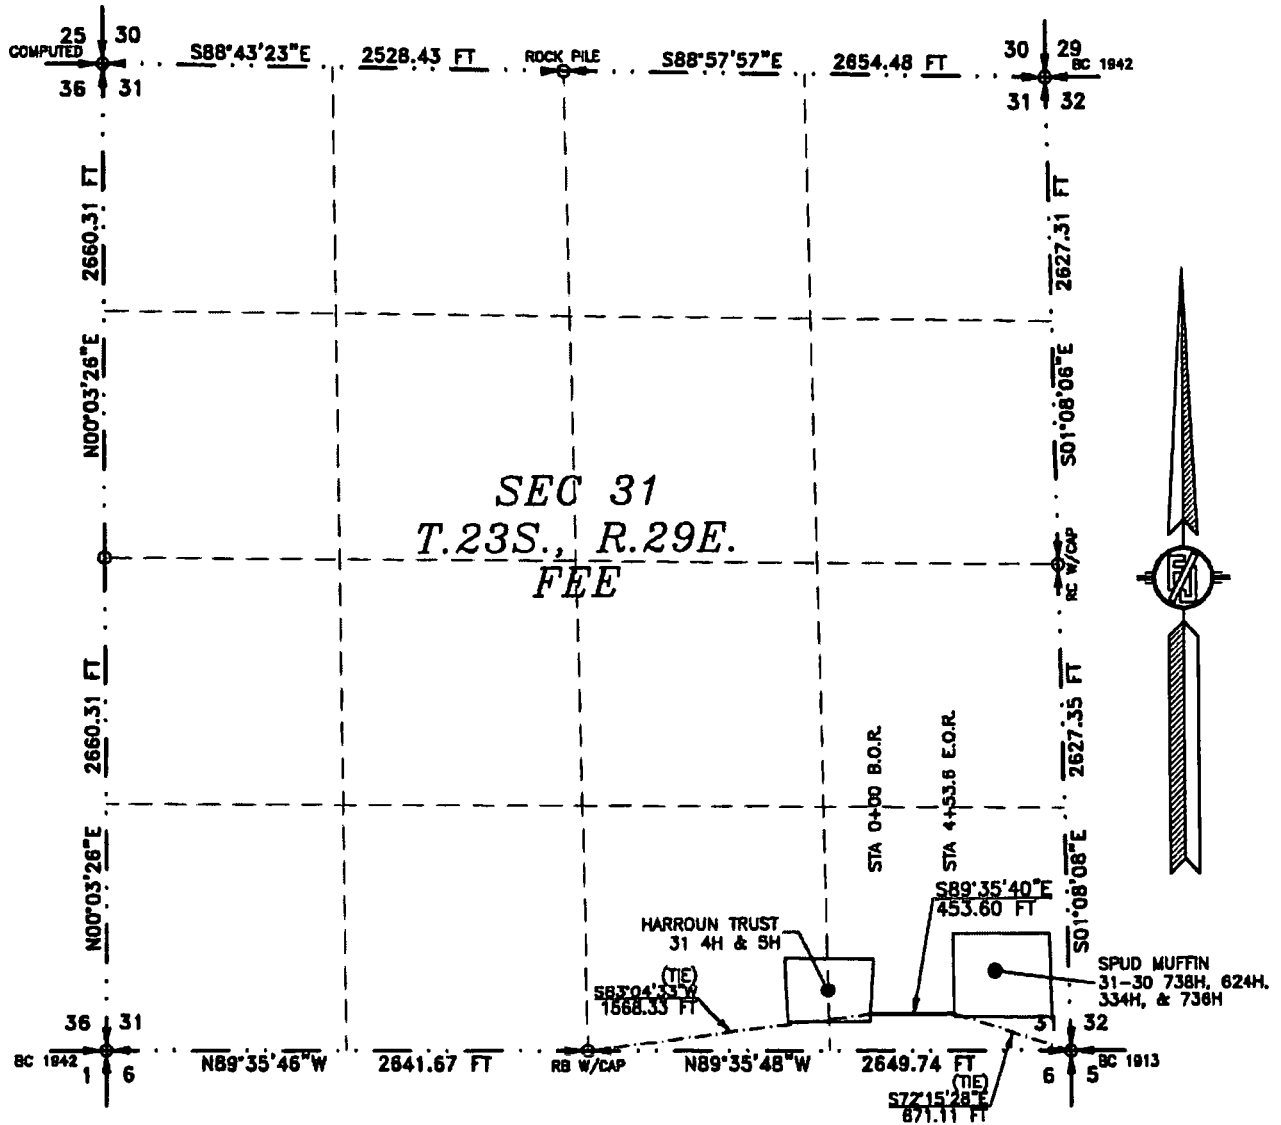 25 30
COMPUTED
36 31
S88°43'23"E 2528.43 FT
ROCK PILE
S88°57'57"E 2654.48 FT
30 29
BC 1942
31 32
2660.31 FT
N00°03'26"E
2627.31 FT
S01°08'06"E
SEC 31
T.23S., R.29E.
FEE
RC W/CAP
2660.31 FT
N00°03'26"E
2627.35 FT
S01°08'08"E
STA 0+00 B.O.R.
STA 4+53.6 E.O.R.
S89°35'40"E
453.60 FT
HARROUN TRUST
31 4H & 5H
(TIE)
S83°04'33"W
1568.33 FT
SPUD MUFFIN
31-30 738H, 624H,
334H, & 736H
36 31
BC 1942
1 6
N89°35'46"W 2641.67 FT
RB W/CAP
N89°35'48"W 2649.74 FT
31 32
6 5
BC 1913
(TIE)
S72°15'28"E
671.11 FT